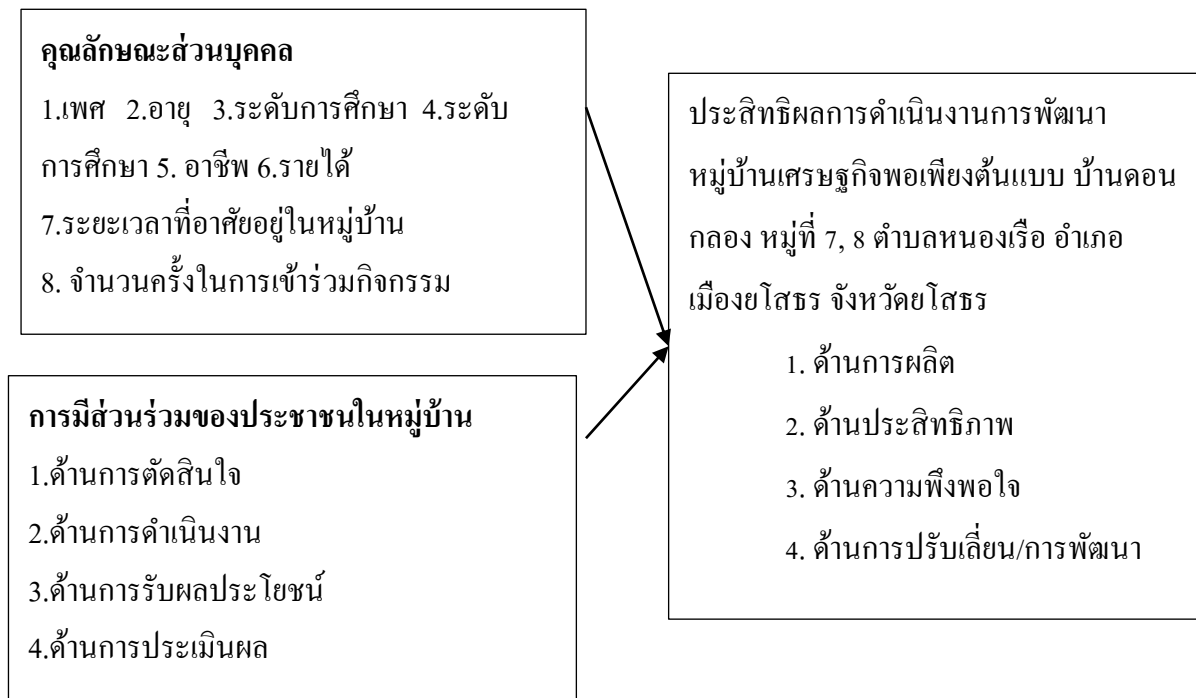 คุณลักษณะส่วนบุคคล
1.เพศ 2.อายุ 3.ระดับการศึกษา 4.ระดับ
การศึกษา 5. อาชีพ 6.รายได้
7.ระยะเวลาที่อาศัยอยู่ในหมู่บ้าน
8. จำนวนครั้งในการเข้าร่วมกิจกรรม
การมีส่วนร่วมของประชาชนในหมู่บ้าน
1.ด้านการตัดสินใจ
2.ด้านการดำเนินงาน
3.ด้านการรับผลประโยชน์
4.ด้านการประเมินผล
ประสิทธิผลการดำเนินงานการพัฒนา
หมู่บ้านเศรษฐกิจพอเพียงต้นแบบ บ้านดอน
กลอง หมู่ที่ 7, 8 ตำบลหนองเรือ อำเภอ
เมืองยโสธร จังหวัดยโสธร
1. ด้านการผลิต
2. ด้านประสิทธิภาพ
3. ด้านความพึงพอใจ
4. ด้านการปรับเลี่ยน/การพัฒนา